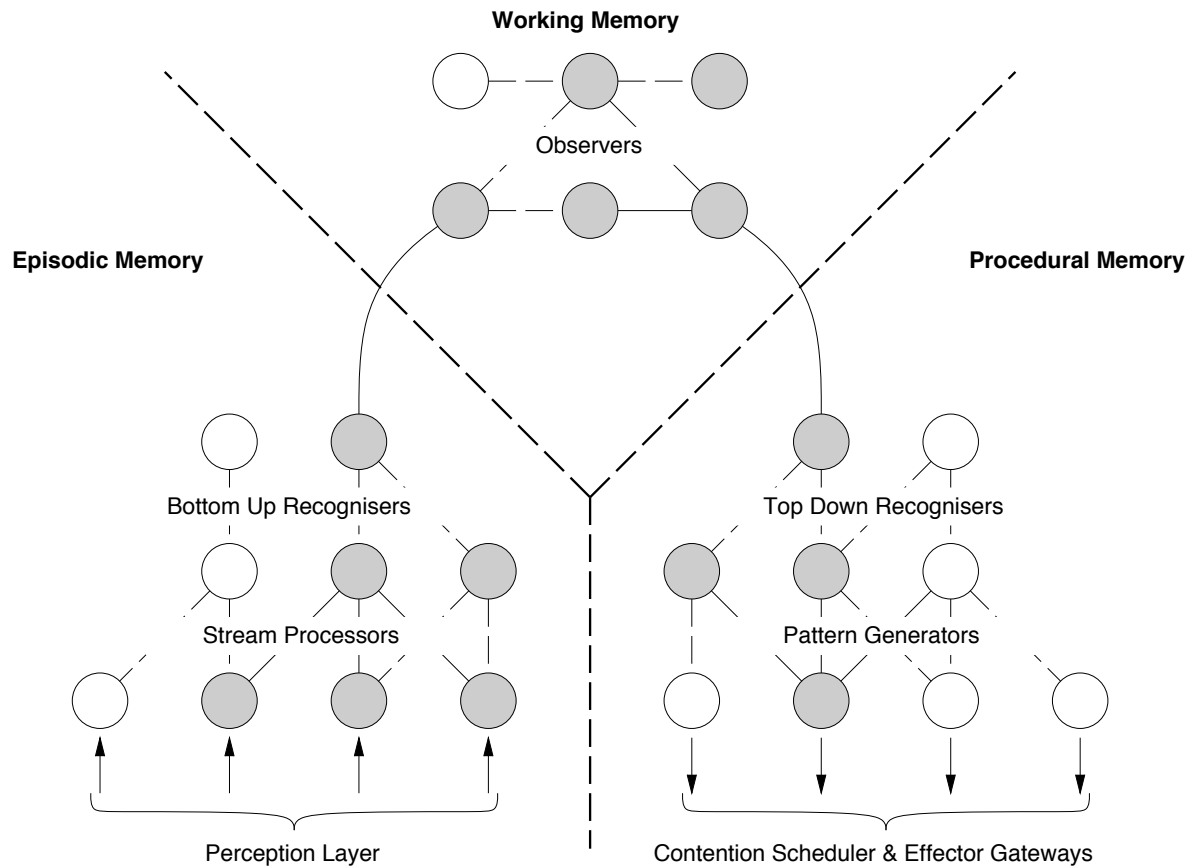 Working Memory
Observers
Episodic Memory
Procedural Memory
Bottom Up Recognisers
Top Down Recognisers
Stream Processors
Pattern Generators
Perception Layer
Contention Scheduler & Effector Gateways